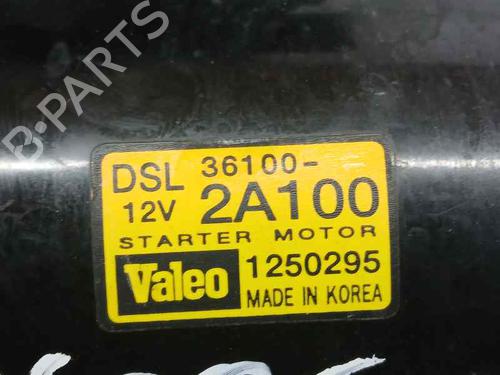 B-PARTS
DSL 36100-
12V 2A100
STARTER MOTOR
Valeo 1250295
MADE IN KOREA